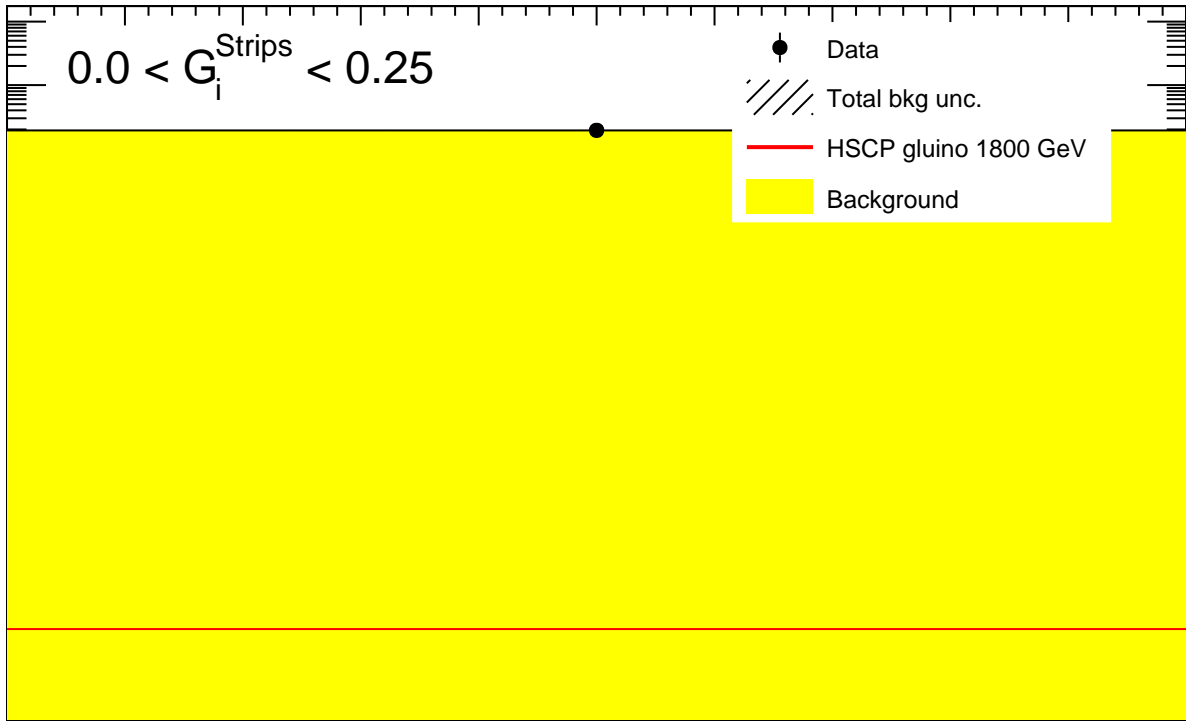 0.0 < G_i^Strips < 0.25
Data
Total bkg unc.
HSCP gluino 1800 GeV
Background